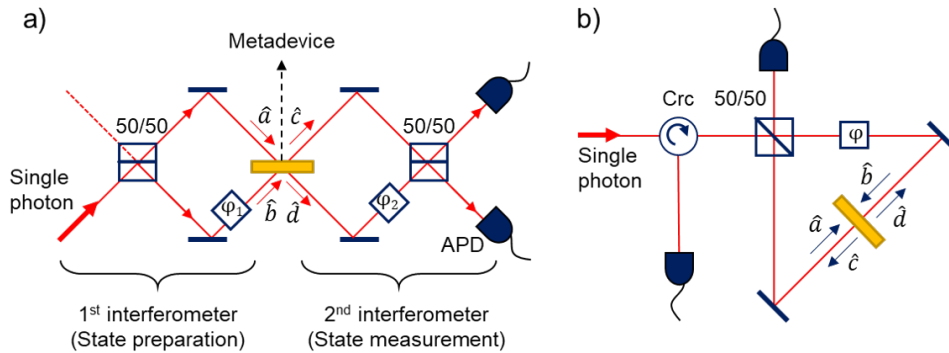 a)
Metadevice
50/50
â
ĉ
50/50
Single
photon
φ₁
b̂
d̂
φ₂
APD
1st interferometer
(State preparation)
2nd interferometer
(State measurement)
b)
Crc
50/50
φ
Single
photon
b̂
â
d̂
ĉ